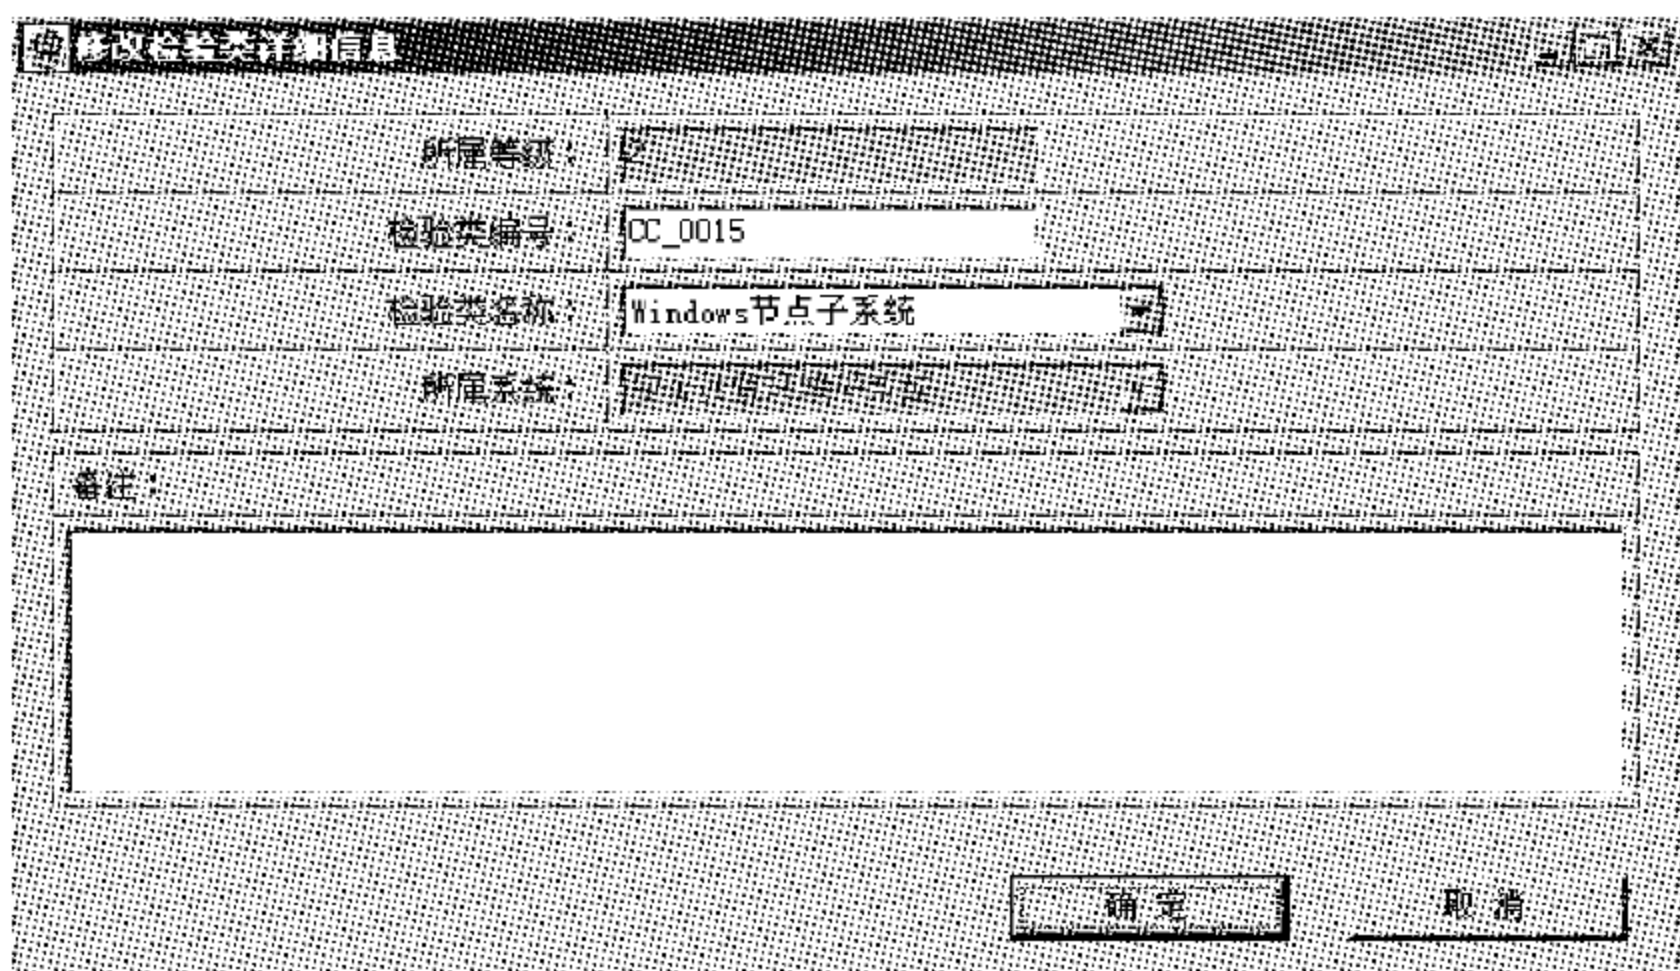 修改检验类详细信息
所属等级： 2
检验类编号： CC_0015
检验类名称： Windows节点子系统
所属系统：
备注：
确 定 取 消